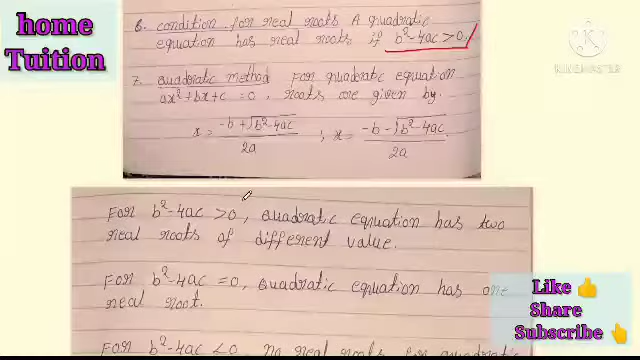 home
Tuition
6. condition for real roots A quadratic
equation has real roots if b²-4ac>0.
7. quadratic method For quadratic equation
ax²+bx+c=0, roots are given by
x = -b+√b²-4ac / 2a ; x = -b-√b²-4ac / 2a
For b²-4ac >0, quadratic equation has two
real roots of different value.
For b²-4ac =0, quadratic equation has one
real root.
For b²-4ac <0 no real roots for quadratic
KINEMASTER
Like 👍
Share
Subscribe 👆